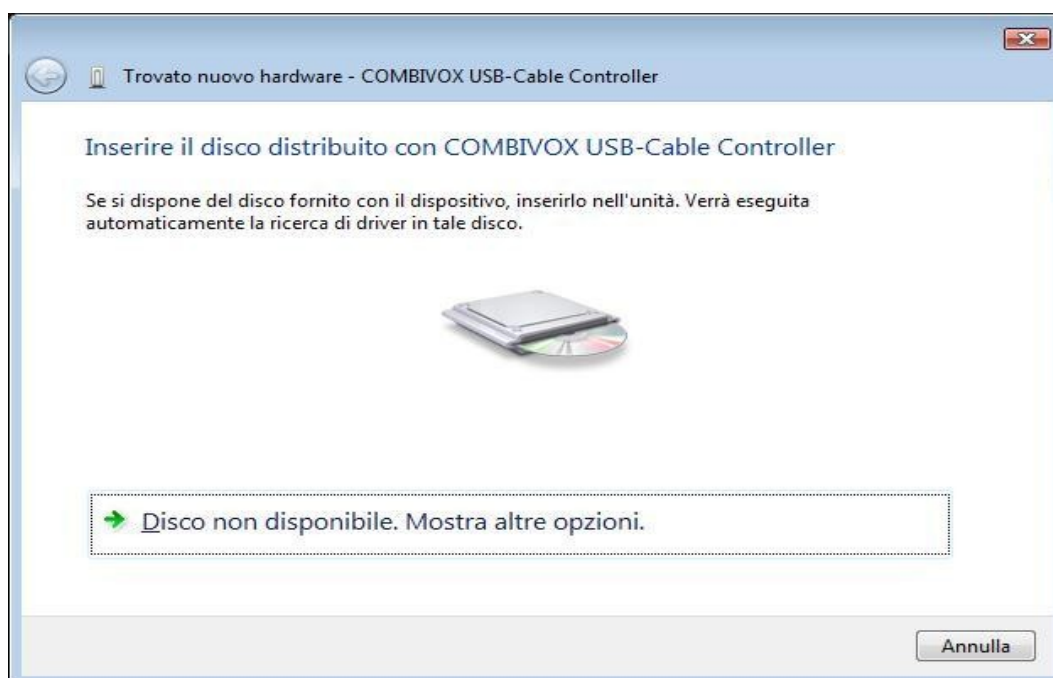 Trovato nuovo hardware - COMBIVOX USB-Cable Controller
Inserire il disco distribuito con COMBIVOX USB-Cable Controller
Se si dispone del disco fornito con il dispositivo, inserirlo nell'unità. Verrà eseguita
automaticamente la ricerca di driver in tale disco.
Disco non disponibile. Mostra altre opzioni.
Annulla